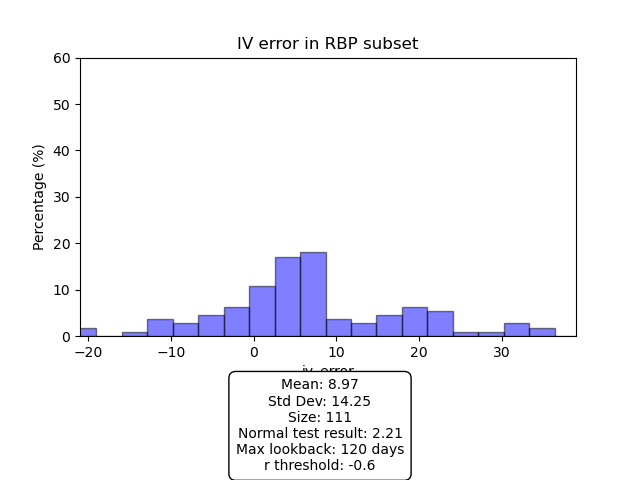 IV error in RBP subset
60
50
40
30
20
10
0
Percentage (%)
−20 −10 0 10 20 30
iv_error
Mean: 8.97
Std Dev: 14.25
Size: 111
Normal test result: 2.21
Max lookback: 120 days
r threshold: -0.6